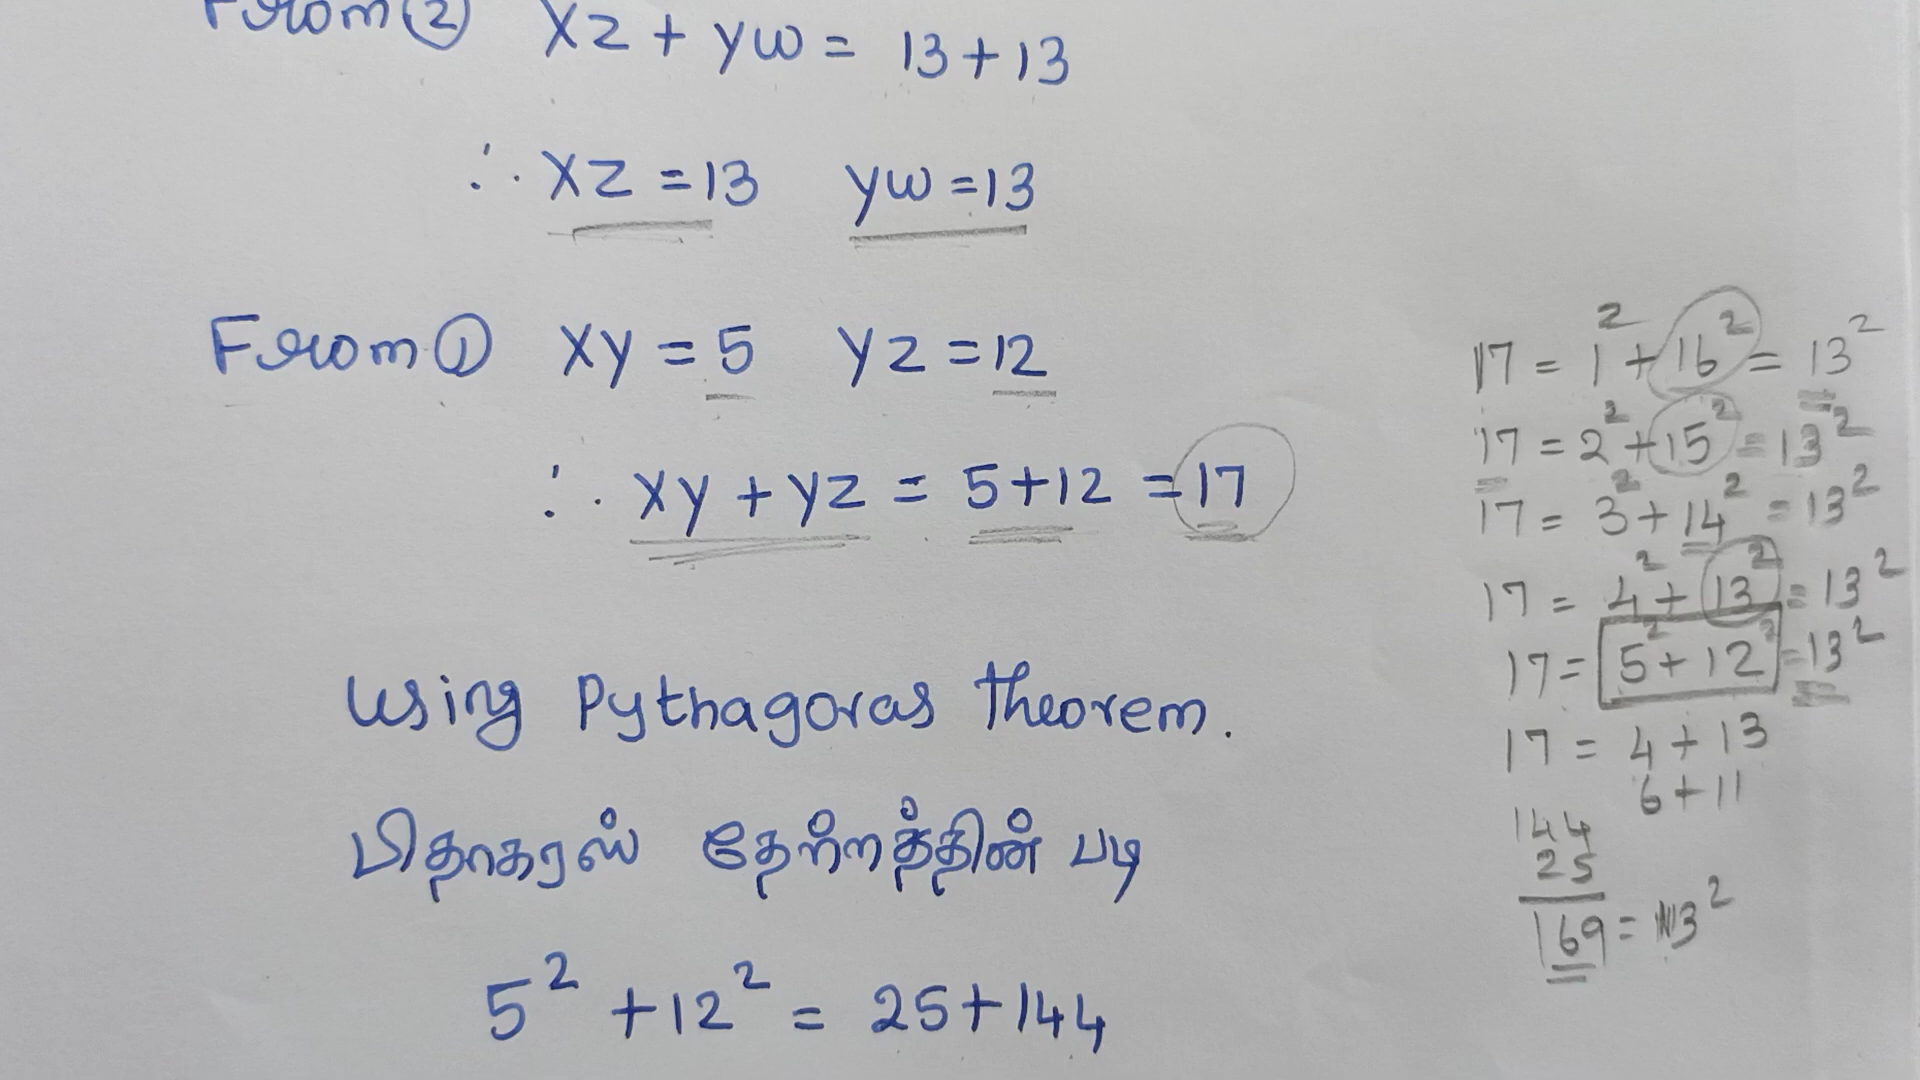 From ② XZ + YW = 13+13
∴ XZ = 13 YW = 13
From ① XY = 5 YZ = 12
∴ XY + YZ = 5+12 = 17
Using Pythagoras Theorem.
பிதாகரஸ் தேற்றத்தின் படி
5² + 12² = 25+144
17 = 1² + 16² = 13²
17 = 2² + 15² = 13²
17 = 3² + 14² = 13²
17 = 4² + 13² = 13²
17 = 5² + 12² = 13²
17 = 4 + 13
6 + 11
144
25
169 = 13²